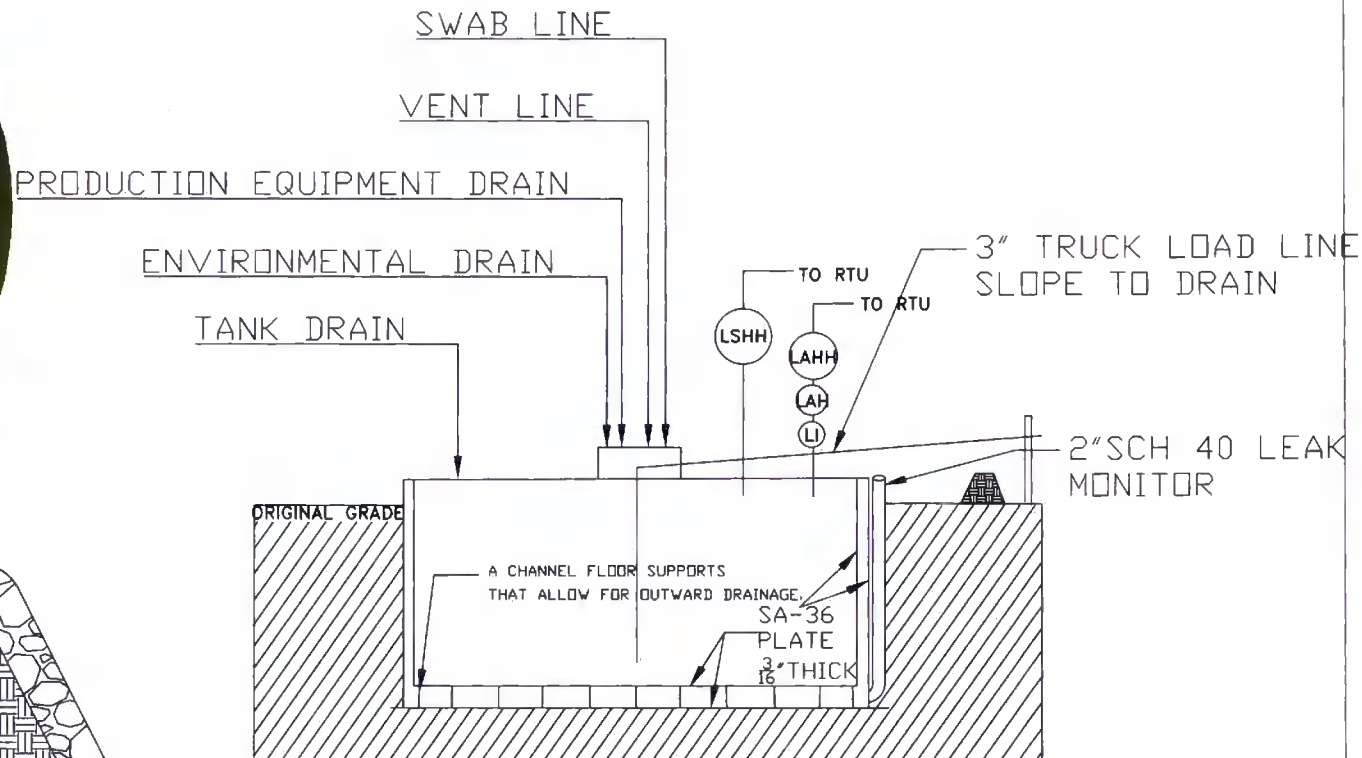 SWAB LINE
VENT LINE
PRODUCTION EQUIPMENT DRAIN
ENVIRONMENTAL DRAIN
TANK DRAIN
TO RTU
TO RTU
3" TRUCK LOAD LINE
SLOPE TO DRAIN
LSHH
LAHH
LAH
LI
2"SCH 40 LEAK
MONITOR
ORIGINAL GRADE
A CHANNEL FLOOR SUPPORTS
THAT ALLOW FOR OUTWARD DRAINAGE.
SA-36
PLATE
3/16" THICK